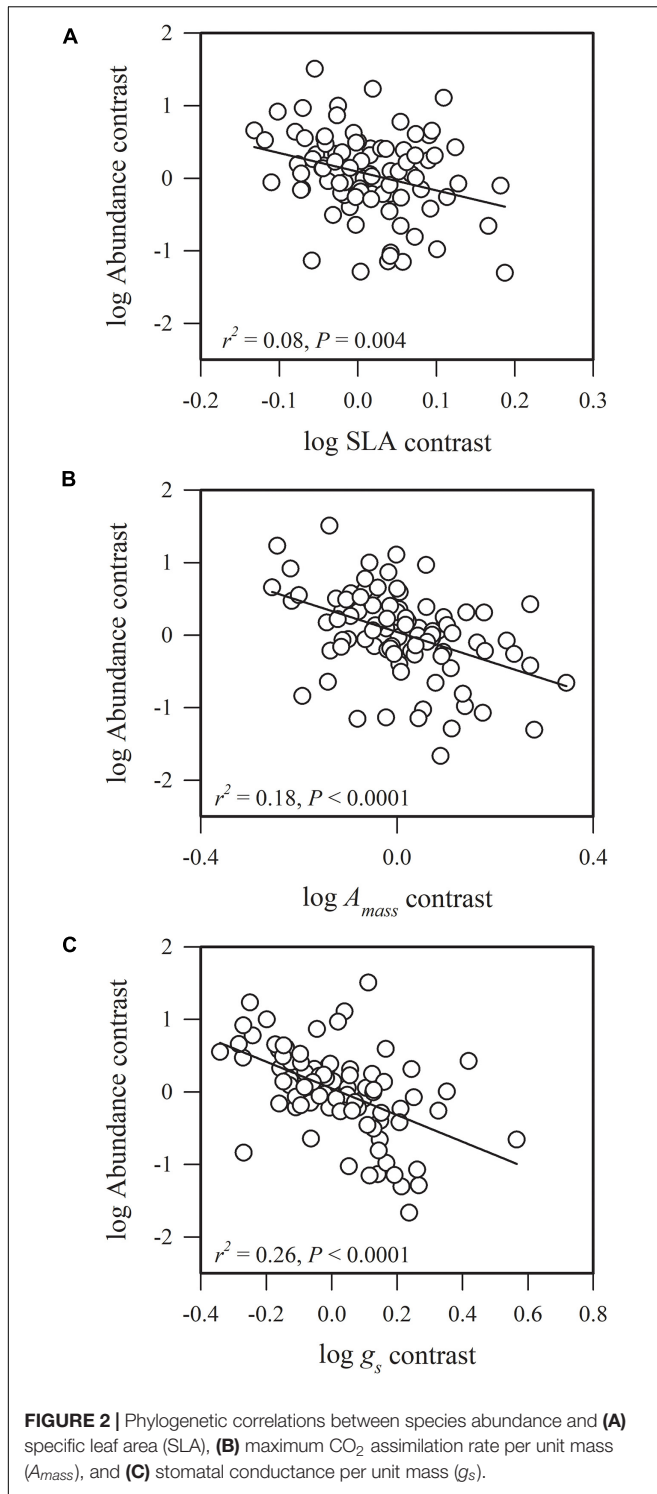 A
2
1
0
-1
-2
log Abundance contrast
r² = 0.08, P = 0.004
-0.2 -0.1 0.0 0.1 0.2 0.3
log SLA contrast
B
2
1
0
-1
-2
log Abundance contrast
r² = 0.18, P < 0.0001
-0.4 0.0 0.4
log Amass contrast
C
2
1
0
-1
-2
log Abundance contrast
r² = 0.26, P < 0.0001
-0.4 -0.2 0.0 0.2 0.4 0.6 0.8
log gs contrast
FIGURE 2 | Phylogenetic correlations between species abundance and (A)
specific leaf area (SLA), (B) maximum CO₂ assimilation rate per unit mass
(Amass), and (C) stomatal conductance per unit mass (gs).